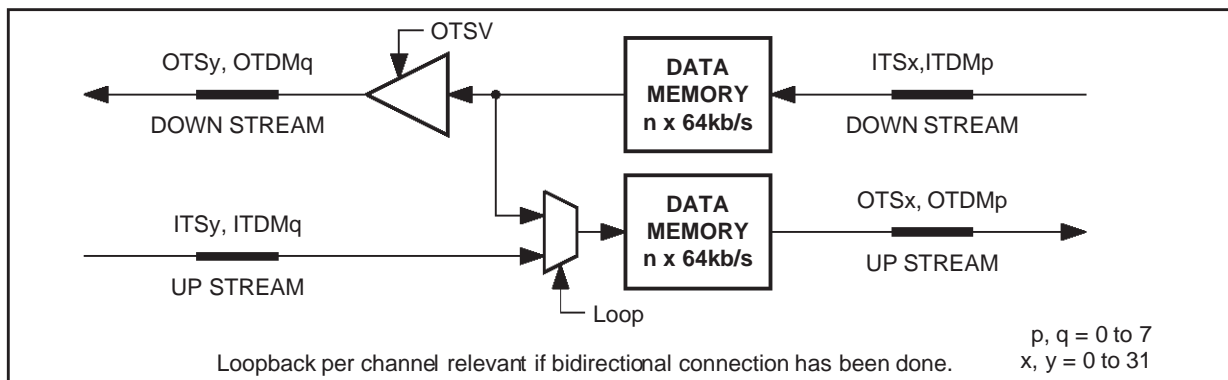 OTSV
OTSy, OTDMq
DATA
MEMORY
n x 64kb/s
ITSx,ITDMp
DOWN STREAM
DOWN STREAM
ITSy, ITDMq
DATA
MEMORY
n x 64kb/s
OTSx, OTDMp
UP STREAM
UP STREAM
Loop
Loopback per channel relevant if bidirectional connection has been done.
p, q = 0 to 7
x, y = 0 to 31